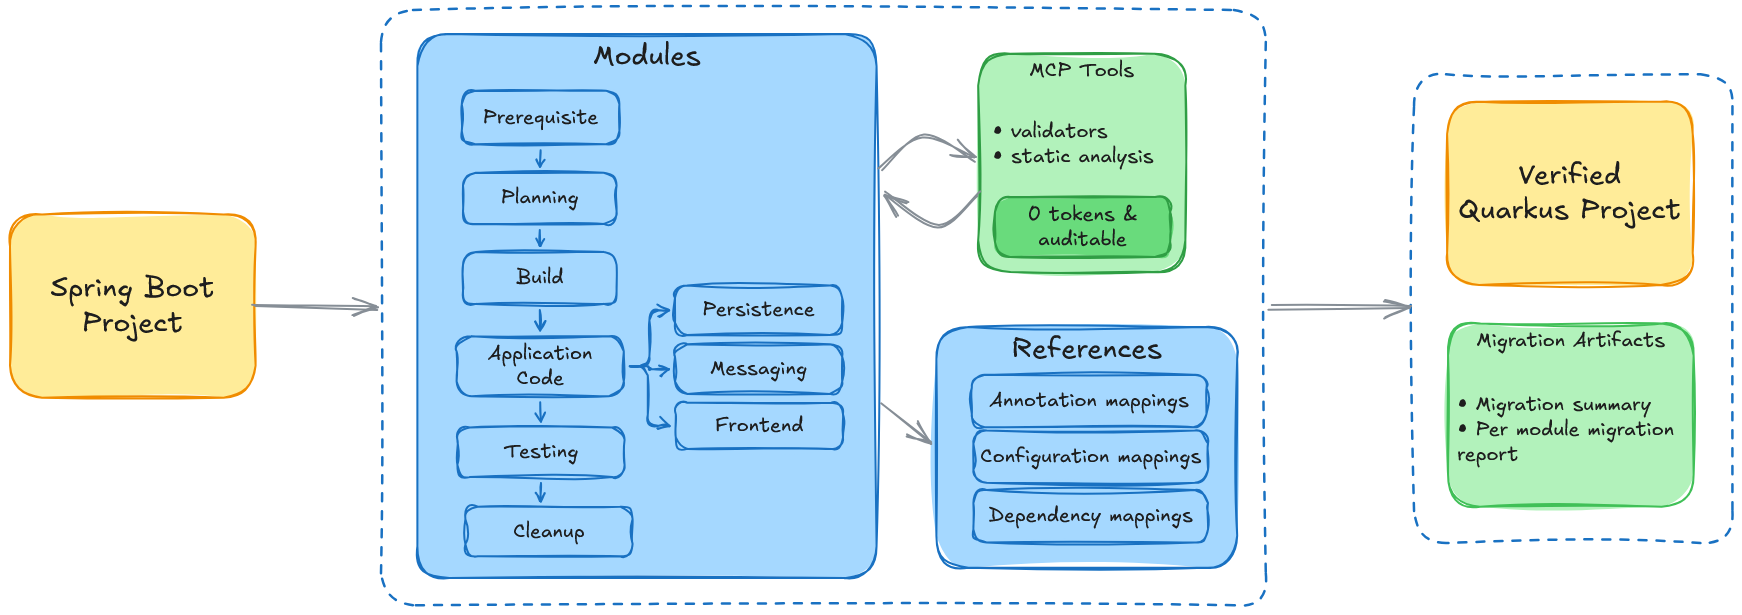 Spring Boot
Project
Modules
Prerequisite
Planning
Build
Application
Code
Testing
Cleanup
Persistence
Messaging
Frontend
MCP Tools
• validators
• static analysis
0 tokens &
auditable
References
Annotation mappings
Configuration mappings
Dependency mappings
Verified
Quarkus Project
Migration Artifacts
• Migration summary
• Per module migration
report